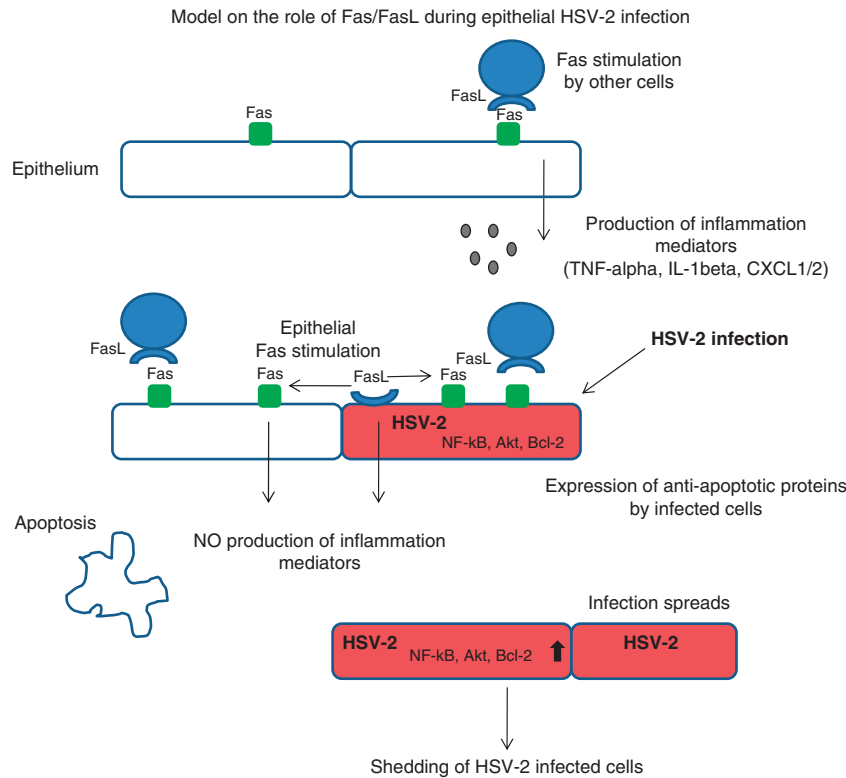 Model on the role of Fas/FasL during epithelial HSV-2 infection
Fas stimulation
by other cells
FasL
Fas
Fas
Epithelium
Production of inflammation
mediators
(TNF-alpha, IL-1beta, CXCL1/2)
Epithelial
Fas stimulation
HSV-2 infection
FasL
Fas
Fas
FasL
Fas
FasL
HSV-2
NF-kB, Akt, Bcl-2
Expression of anti-apoptotic proteins
by infected cells
Apoptosis
NO production of inflammation
mediators
Infection spreads
HSV-2
NF-kB, Akt, Bcl-2
HSV-2
Shedding of HSV-2 infected cells